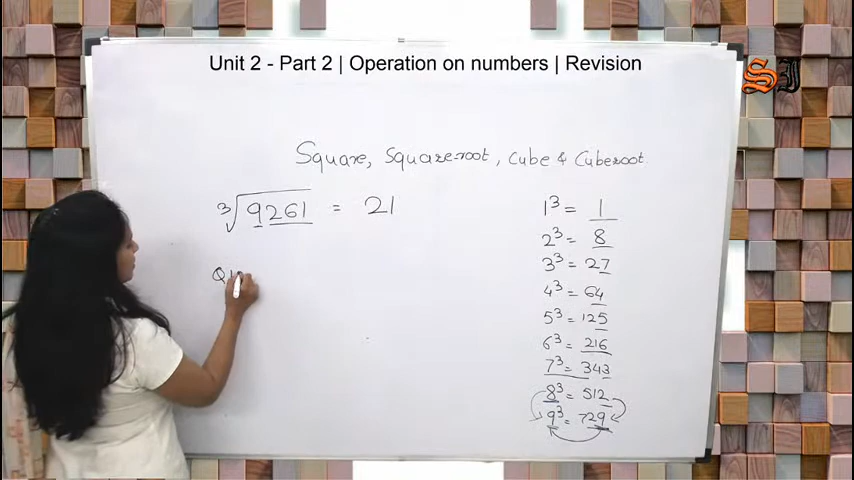 Unit 2 - Part 2 | Operation on numbers | Revision
SJ
Square, Squareroot, Cube & Cuberoot
∛9261 = 21
1³ = 1
2³ = 8
3³ = 27
4³ = 64
5³ = 125
6³ = 216
7³ = 343
8³ = 512
9³ = 729